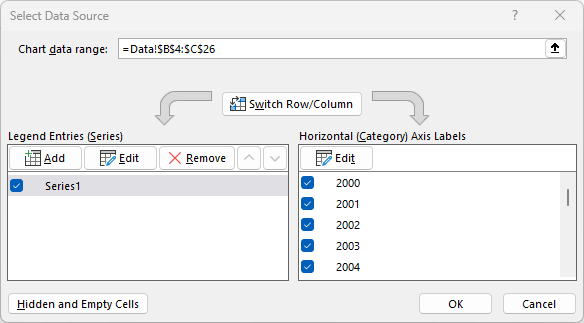 Select Data Source ? ×
Chart data range: =Data!$B$4:$C$26
Switch Row/Column
Legend Entries (Series)
Add Edit Remove
Series1
Horizontal (Category) Axis Labels
Edit
2000
2001
2002
2003
2004
Hidden and Empty Cells
OK Cancel